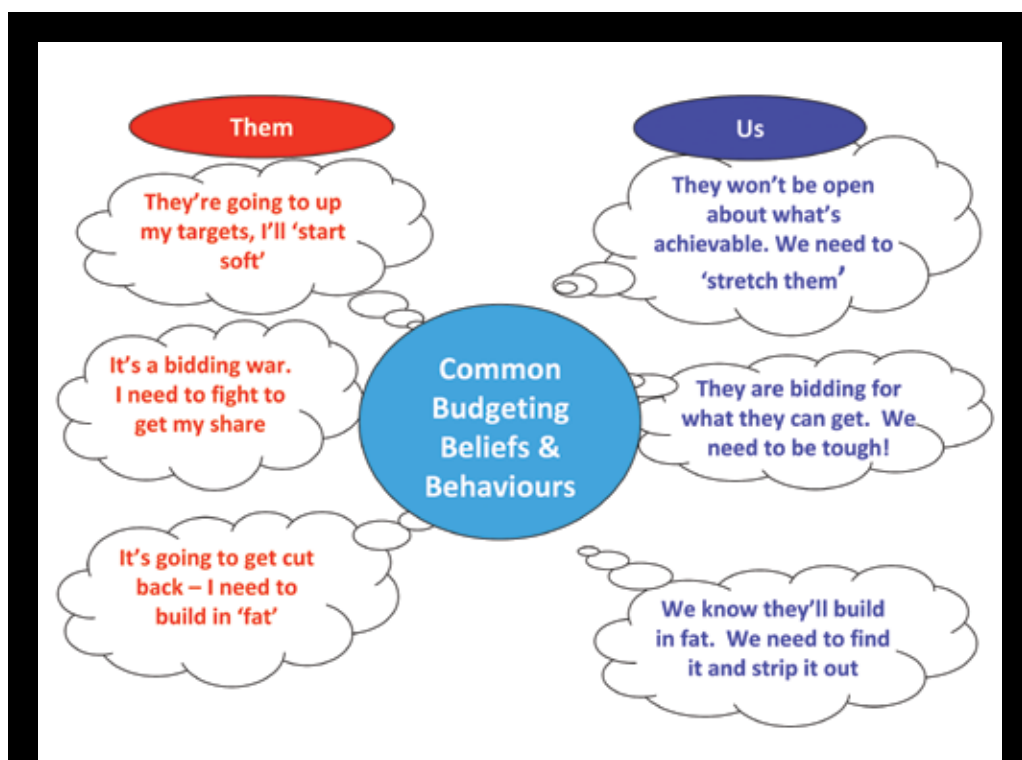 Them
They're going to up
my targets, I'll 'start
soft'
It's a bidding war.
I need to fight to
get my share
It's going to get cut
back – I need to
build in 'fat'
Common
Budgeting
Beliefs &
Behaviours
Us
They won't be open
about what's
achievable. We need to
'stretch them'
They are bidding for
what they can get.  We
need to be tough!
We know they'll build
in fat.  We need to find
it and strip it out